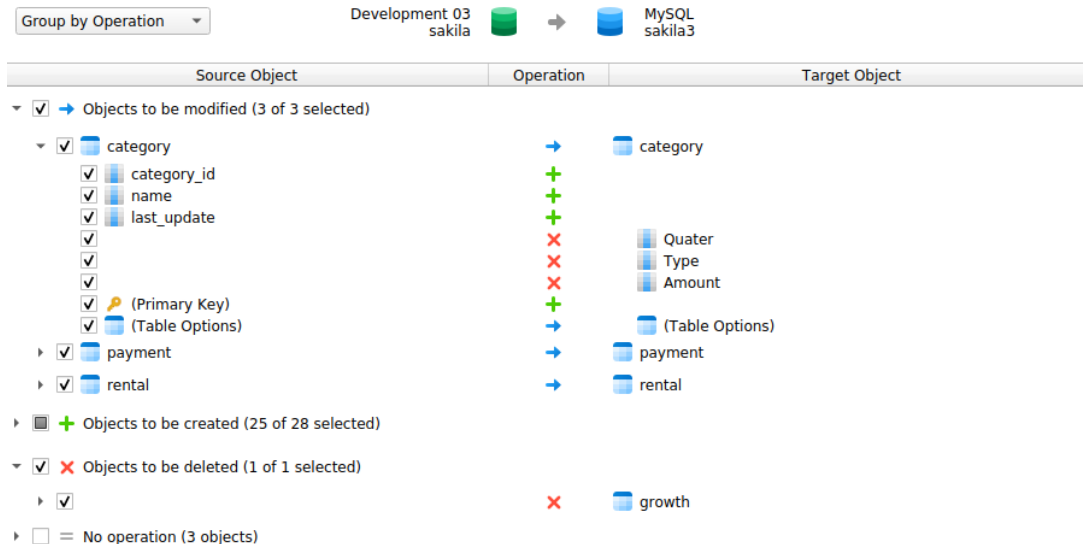 Group by Operation
Development 03
sakila
MySQL
sakila3
Source Object Operation Target Object
Objects to be modified (3 of 3 selected)
category category
category_id
name
last_update
Quater
Type
Amount
(Primary Key)
(Table Options) (Table Options)
payment payment
rental rental
Objects to be created (25 of 28 selected)
Objects to be deleted (1 of 1 selected)
growth
No operation (3 objects)